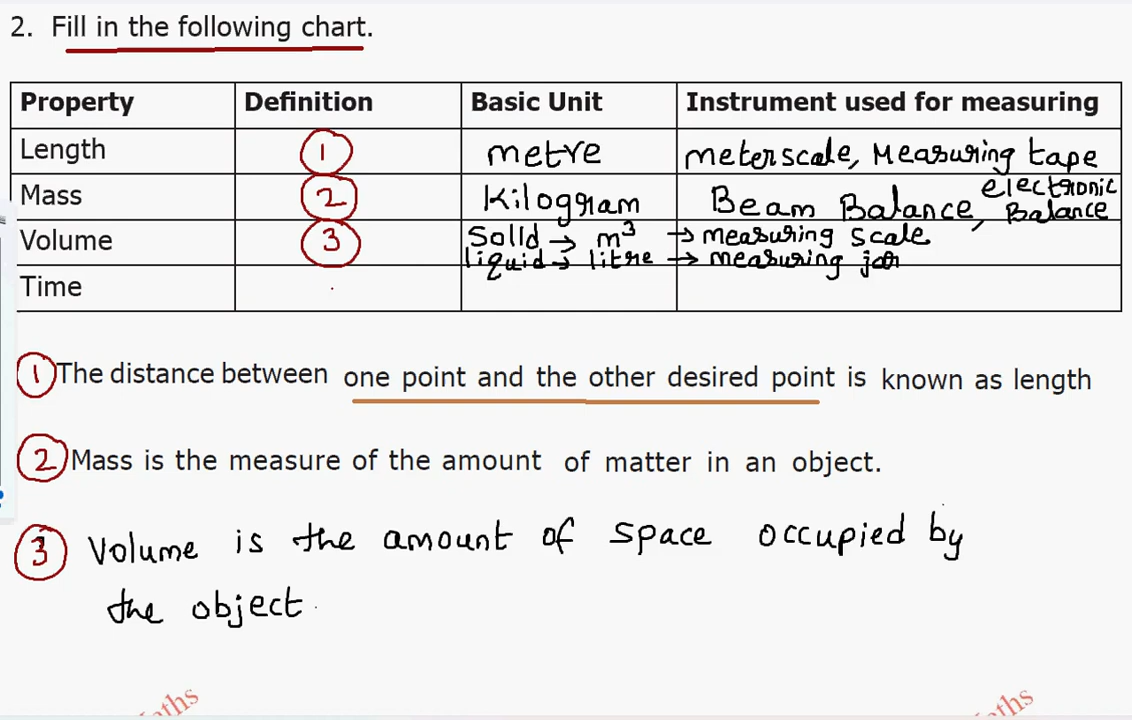 2. Fill in the following chart.
Property Definition Basic Unit Instrument used for measuring
Length 1 metre meterscale, Measuring tape
Mass 2 Kilogram Beam Balance, electronic Balance
Volume 3 Solid → m³ → measuring scale
liquid → litre → measuring jar
Time
1 The distance between one point and the other desired point is known as length
2 Mass is the measure of the amount of matter in an object.
3 Volume is the amount of space occupied by
the object